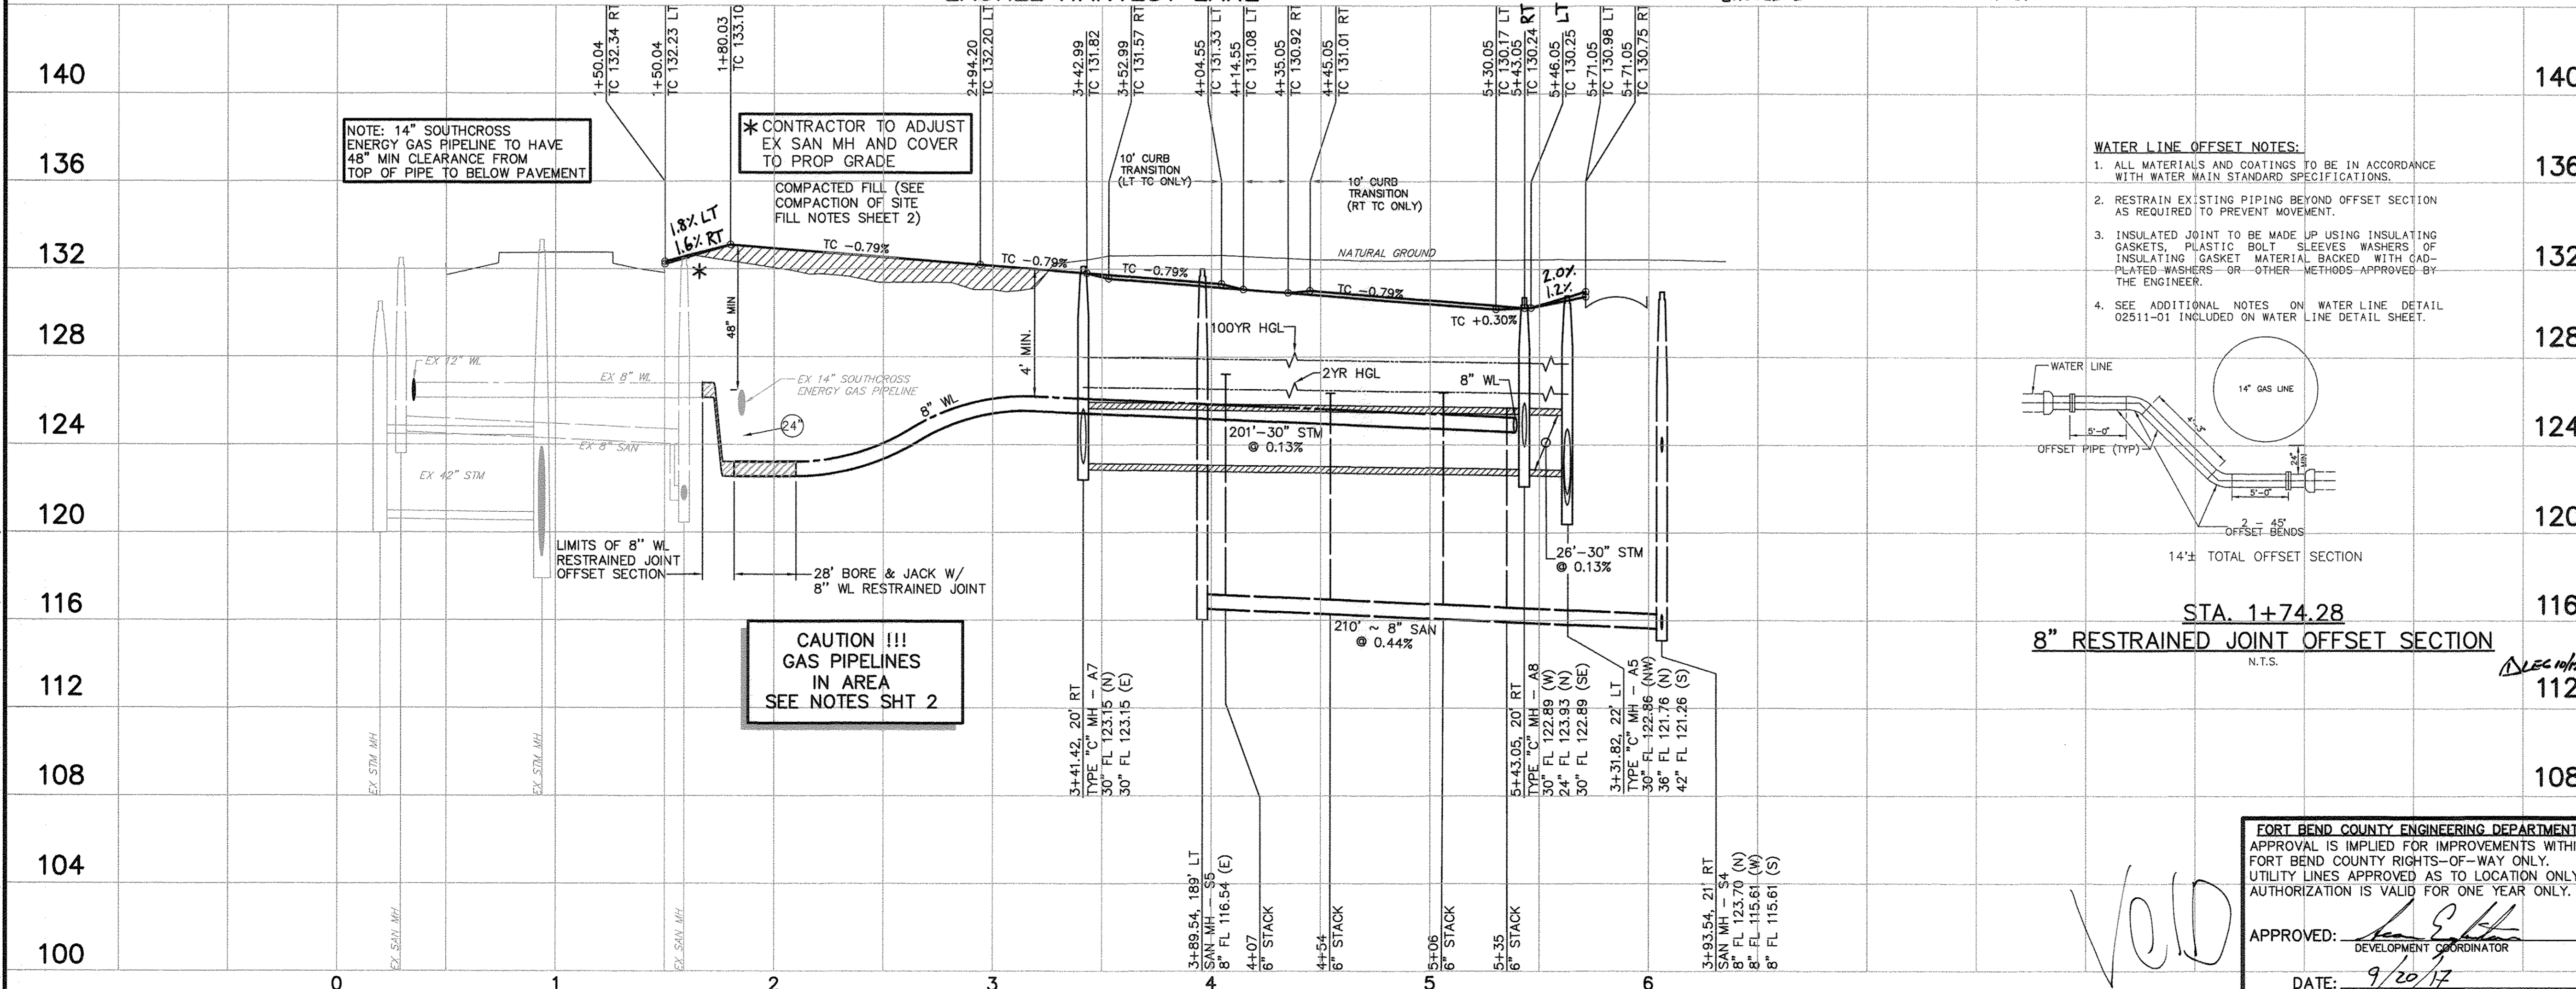 1+50.04
TC 132.34 RT
1+50.04
TC 132.23 LT
1+80.03
TC 133.10
2+94.20
TC 132.20 LT
3+42.99
TC 131.82
3+52.99
TC 131.57 RT
4+04.55
TC 131.33 LT
4+14.55
TC 131.08 LT
4+35.05
TC 130.92 RT
4+45.05
TC 131.01 RT
5+30.05
TC 130.17 LT
5+43.05
TC 130.24 RT
5+46.05
TC 130.25 LT
5+71.05
TC 130.98 LT
5+71.05
TC 130.75 RT
140
136
132
128
124
120
116
112
108
104
100
NOTE: 14" SOUTHCROSS
ENERGY GAS PIPELINE TO HAVE
48" MIN CLEARANCE FROM
TOP OF PIPE TO BELOW PAVEMENT
* CONTRACTOR TO ADJUST
EX SAN MH AND COVER
TO PROP GRADE
COMPACTED FILL (SEE
COMPACTION OF SITE
FILL NOTES SHEET 2)
10' CURB
TRANSITION
(LT TC ONLY)
10' CURB
TRANSITION
(RT TC ONLY)
1.8% LT
1.6% RT
*
TC -0.79%
TC -0.79%
TC -0.79%
TC -0.79%
NATURAL GROUND
2.0%
1.2%
TC +0.30%
48" MIN
4' MIN.
100YR HGL
2YR HGL
8" WL
EX 12" WL
EX 8" WL
EX 14" SOUTHCROSS
ENERGY GAS PIPELINE
24"
8" WL
EX 8" SAN
EX 42" STM
201'-30" STM
@ 0.13%
26'-30" STM
@ 0.13%
LIMITS OF 8" WL
RESTRAINED JOINT
OFFSET SECTION
28' BORE & JACK W/
8" WL RESTRAINED JOINT
210' ~ 8" SAN
@ 0.44%
CAUTION !!!
GAS PIPELINES
IN AREA
SEE NOTES SHT 2
EX STM MH
EX SAN MH
EX STM MH
EX SAN MH
3+41.42, 20' RT
TYPE "C" MH - A7
30" FL 123.15 (N)
30" FL 123.15 (E)
3+89.54, 189' LT
SAN MH - S5
8" FL 116.54 (E)
4+07
6" STACK
4+54
6" STACK
5+06
6" STACK
5+35
6" STACK
5+43.05, 20' RT
TYPE "C" MH - A8
30" FL 122.89 (W)
24" FL 123.93 (N)
30" FL 122.89 (SE)
3+31.82, 22' LT
TYPE "C" MH - A5
30" FL 122.86 (NW)
36" FL 121.76 (N)
42" FL 121.26 (S)
3+93.54, 21' RT
SAN MH - S4
8" FL 123.70 (N)
8" FL 115.61 (W)
8" FL 115.61 (S)
0 1 2 3 4 5 6
WATER LINE OFFSET NOTES:
1. ALL MATERIALS AND COATINGS TO BE IN ACCORDANCE
WITH WATER MAIN STANDARD SPECIFICATIONS.
2. RESTRAIN EXISTING PIPING BEYOND OFFSET SECTION
AS REQUIRED TO PREVENT MOVEMENT.
3. INSULATED JOINT TO BE MADE UP USING INSULATING
GASKETS, PLASTIC BOLT SLEEVES WASHERS OF
INSULATING GASKET MATERIAL BACKED WITH CAD-
PLATED WASHERS OR OTHER METHODS APPROVED BY
THE ENGINEER.
4. SEE ADDITIONAL NOTES ON WATER LINE DETAIL
02511-01 INCLUDED ON WATER LINE DETAIL SHEET.
WATER LINE
14" GAS LINE
5'-0"
4'-3"
OFFSET PIPE (TYP)
24"
MIN
5'-0"
2 - 45°
OFFSET BENDS
14'± TOTAL OFFSET SECTION
STA. 1+74.28
8" RESTRAINED JOINT OFFSET SECTION
N.T.S.
136
132
116
112
VOID
FORT BEND COUNTY ENGINEERING DEPARTMENT
APPROVAL IS IMPLIED FOR IMPROVEMENTS WITHI
FORT BEND COUNTY RIGHTS-OF-WAY ONLY.
UTILITY LINES APPROVED AS TO LOCATION ONLY
AUTHORIZATION IS VALID FOR ONE YEAR ONLY.
APPROVED:
DEVELOPMENT COORDINATOR
DATE: 9/20/17